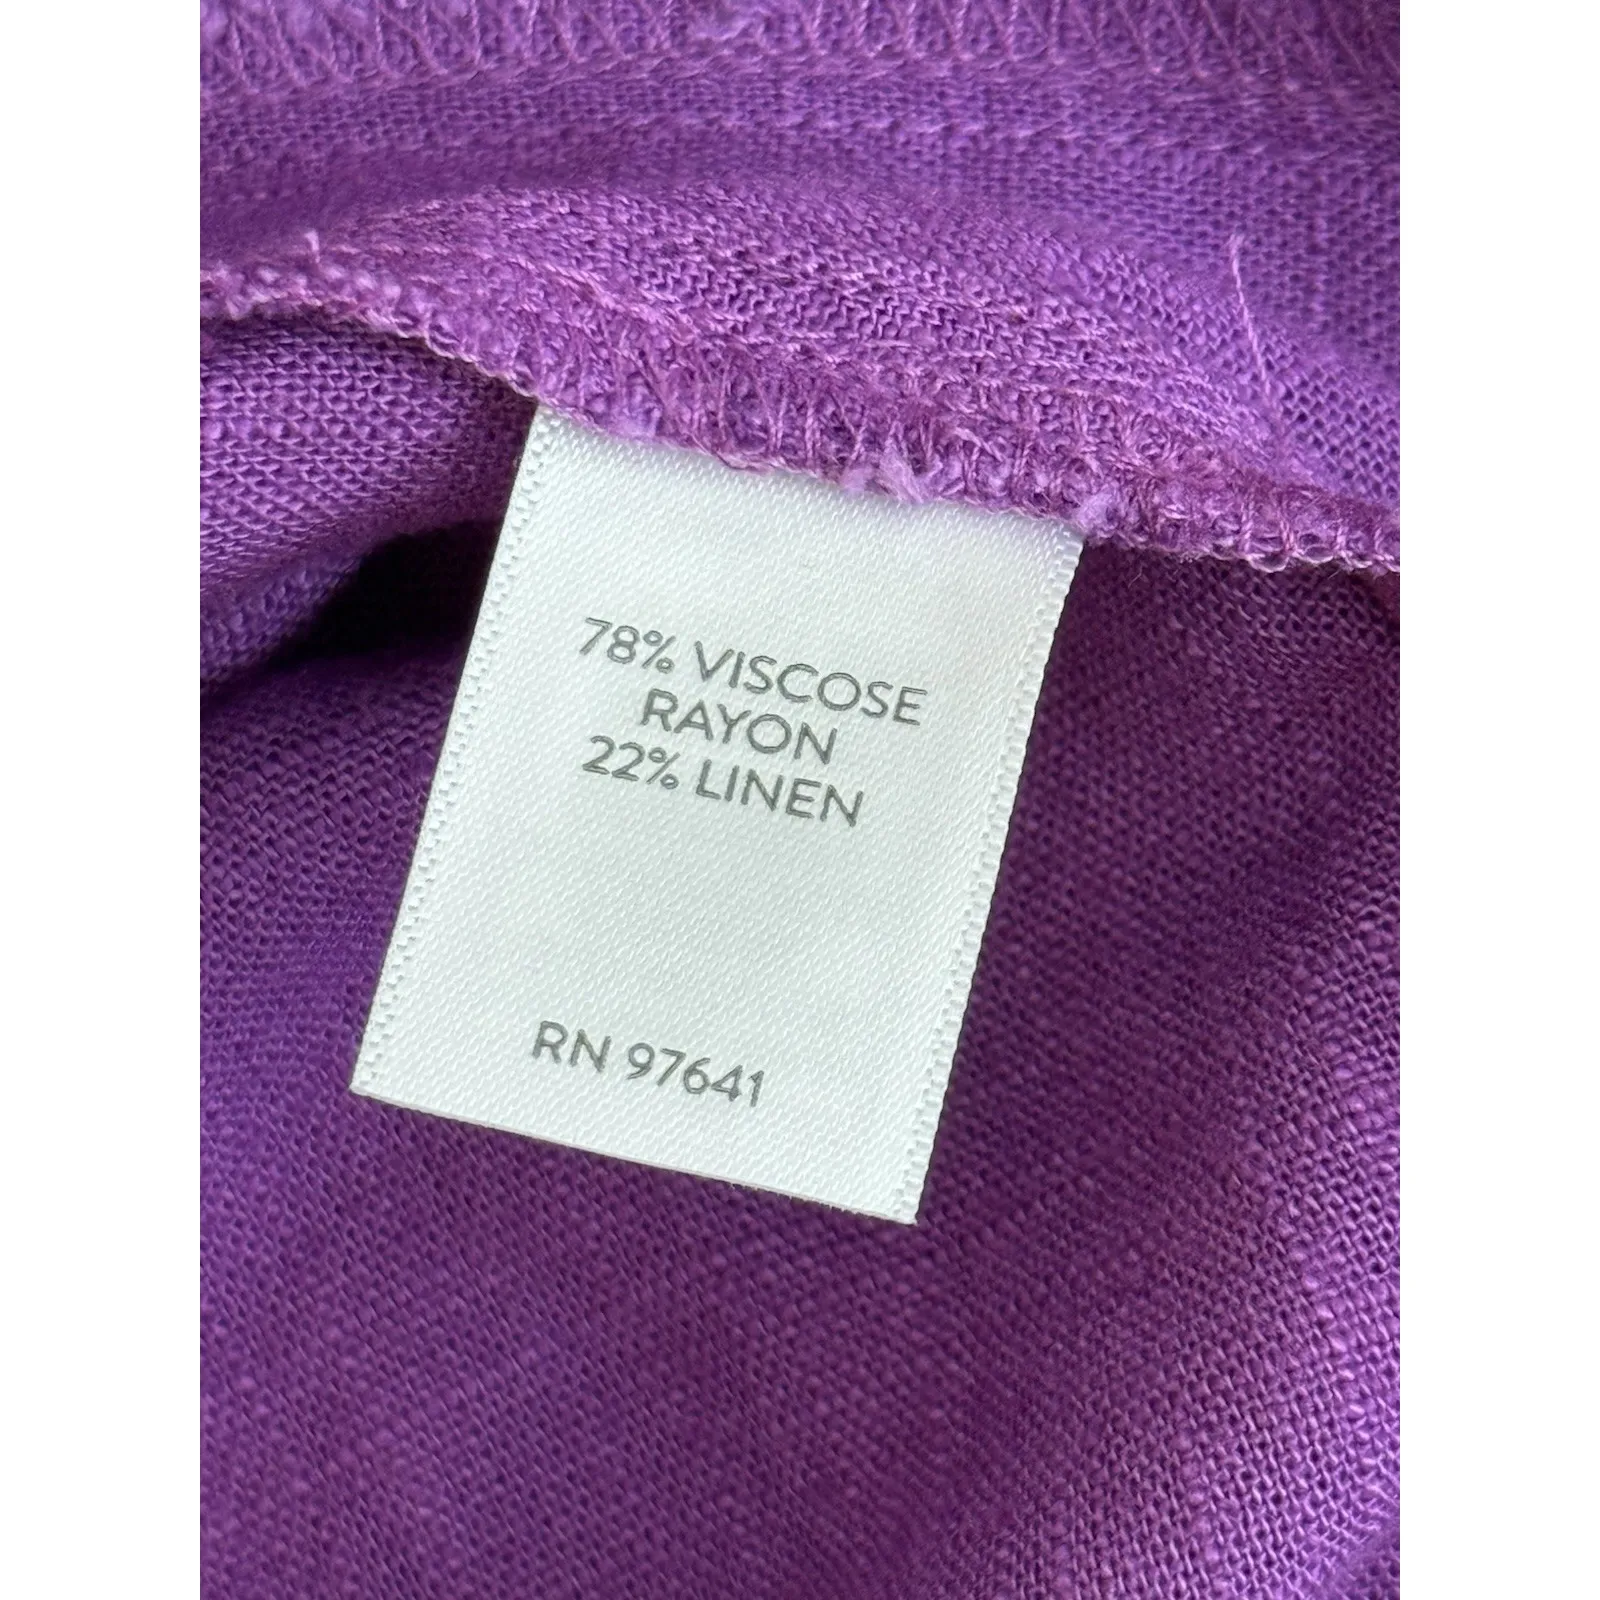 78% VISCOSE
RAYON
22% LINEN
RN 97641